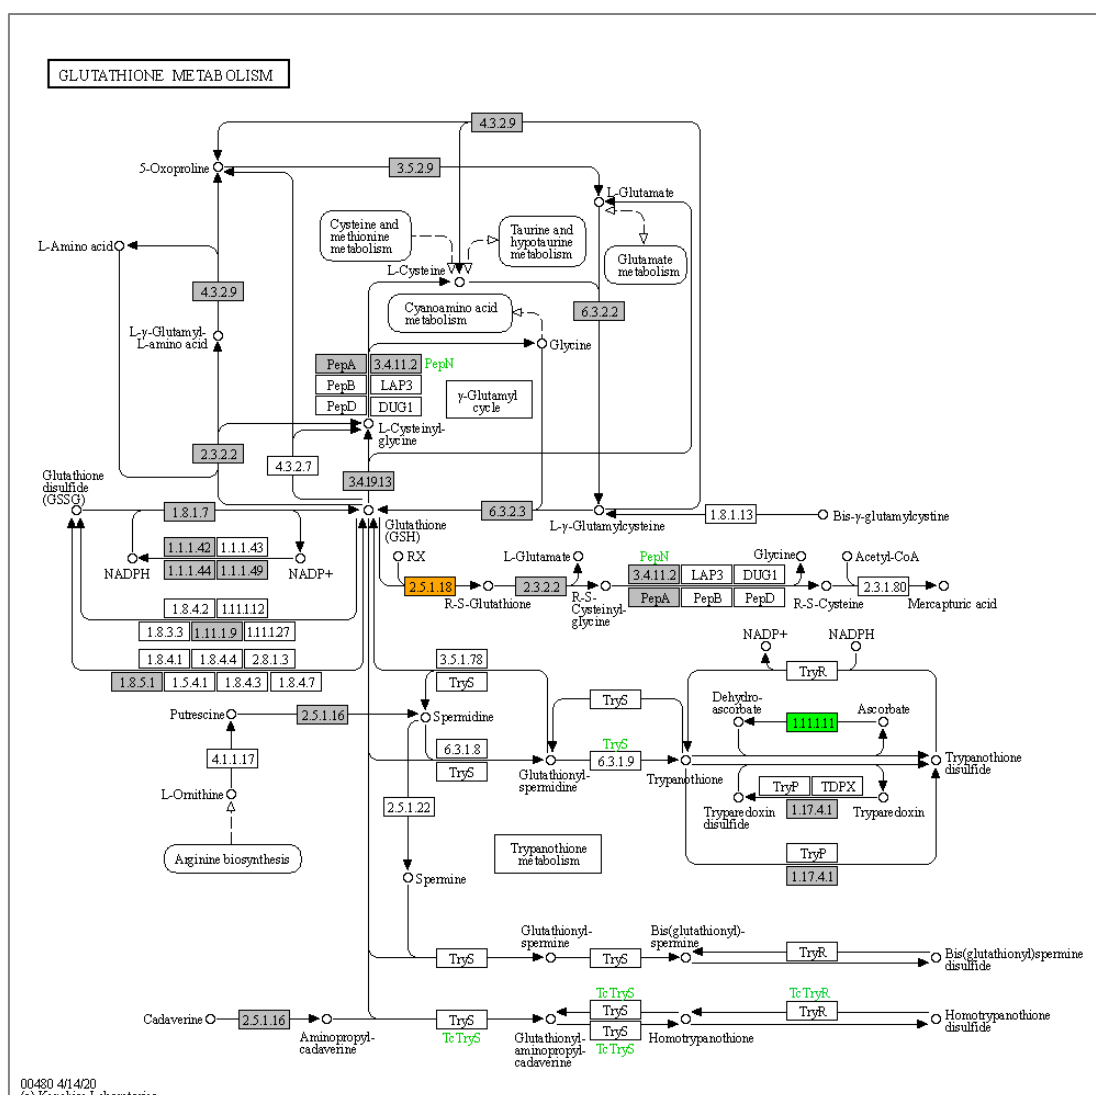 GLUTATHIONE METABOLISM
4.3.2.9
5-Oxoproline
3.5.2.9
L-Glutamate
Cysteine and
methionine
metabolism
Taurine and
hypotaurine
metabolism
L-Amino acid
Glutamate
metabolism
L-Cysteine
4.3.2.9
Cyanoamino acid
metabolism
6.3.2.2
L-γ-Glutamyl-
L-amino acid
Glycine
PepA
3.4.11.2
PepN
PepB
LAP3
PepD
DUG1
γ-Glutamyl
cycle
L-Cysteinyl-
glycine
2.3.2.2
4.3.2.7
3.4.19.13
Glutathione
disulfide
(GSSG)
1.8.1.7
Glutathione
(GSH)
6.3.2.3
L-γ-Glutamylcysteine
1.8.1.13
Bis-γ-glutamylcystine
1.1.1.42
1.1.1.43
1.1.1.44
1.1.1.49
NADPH
NADP+
RX
2.5.1.18
R-S-Glutathione
L-Glutamate
2.3.2.2
R-S-
Cysteinyl-
glycine
PepN
3.4.11.2
LAP3
DUG1
PepA
PepB
PepD
Glycine
R-S-Cysteine
Acetyl-CoA
2.3.1.80
Mercapturic acid
1.8.4.2
1.11.1.12
1.8.3.3
1.11.1.9
1.11.1.27
1.8.4.1
1.8.4.4
2.8.1.3
1.8.5.1
1.5.4.1
1.8.4.3
1.8.4.7
3.5.1.78
TryS
NADP+
NADPH
TryR
Putrescine
2.5.1.16
Spermidine
TryS
Dehydro-
ascorbate
1.11.1.11
Ascorbate
4.1.1.17
6.3.1.8
TryS
Glutathionyl-
spermidine
TryS
6.3.1.9
Trypanothione
Trypanothione
disulfide
L-Ornithine
2.5.1.22
TryP
TDPX
1.17.4.1
Tryparedoxin
disulfide
Tryparedoxin
Arginine biosynthesis
Trypanothione
metabolism
TryP
1.17.4.1
Spermine
TryS
Glutathionyl-
spermine
TryS
Bis(glutathionyl)-
spermine
TryR
Bis(glutathionyl)spermine
disulfide
Cadaverine
2.5.1.16
Aminopropyl-
cadaverine
TryS
TcTryS
Glutathionyl-
aminopropyl-
cadaverine
TcTryS
TryS
TryS
TcTryS
Homotrypanothione
TcTryR
TryR
Homotrypanothione
disulfide
00480 4/14/20